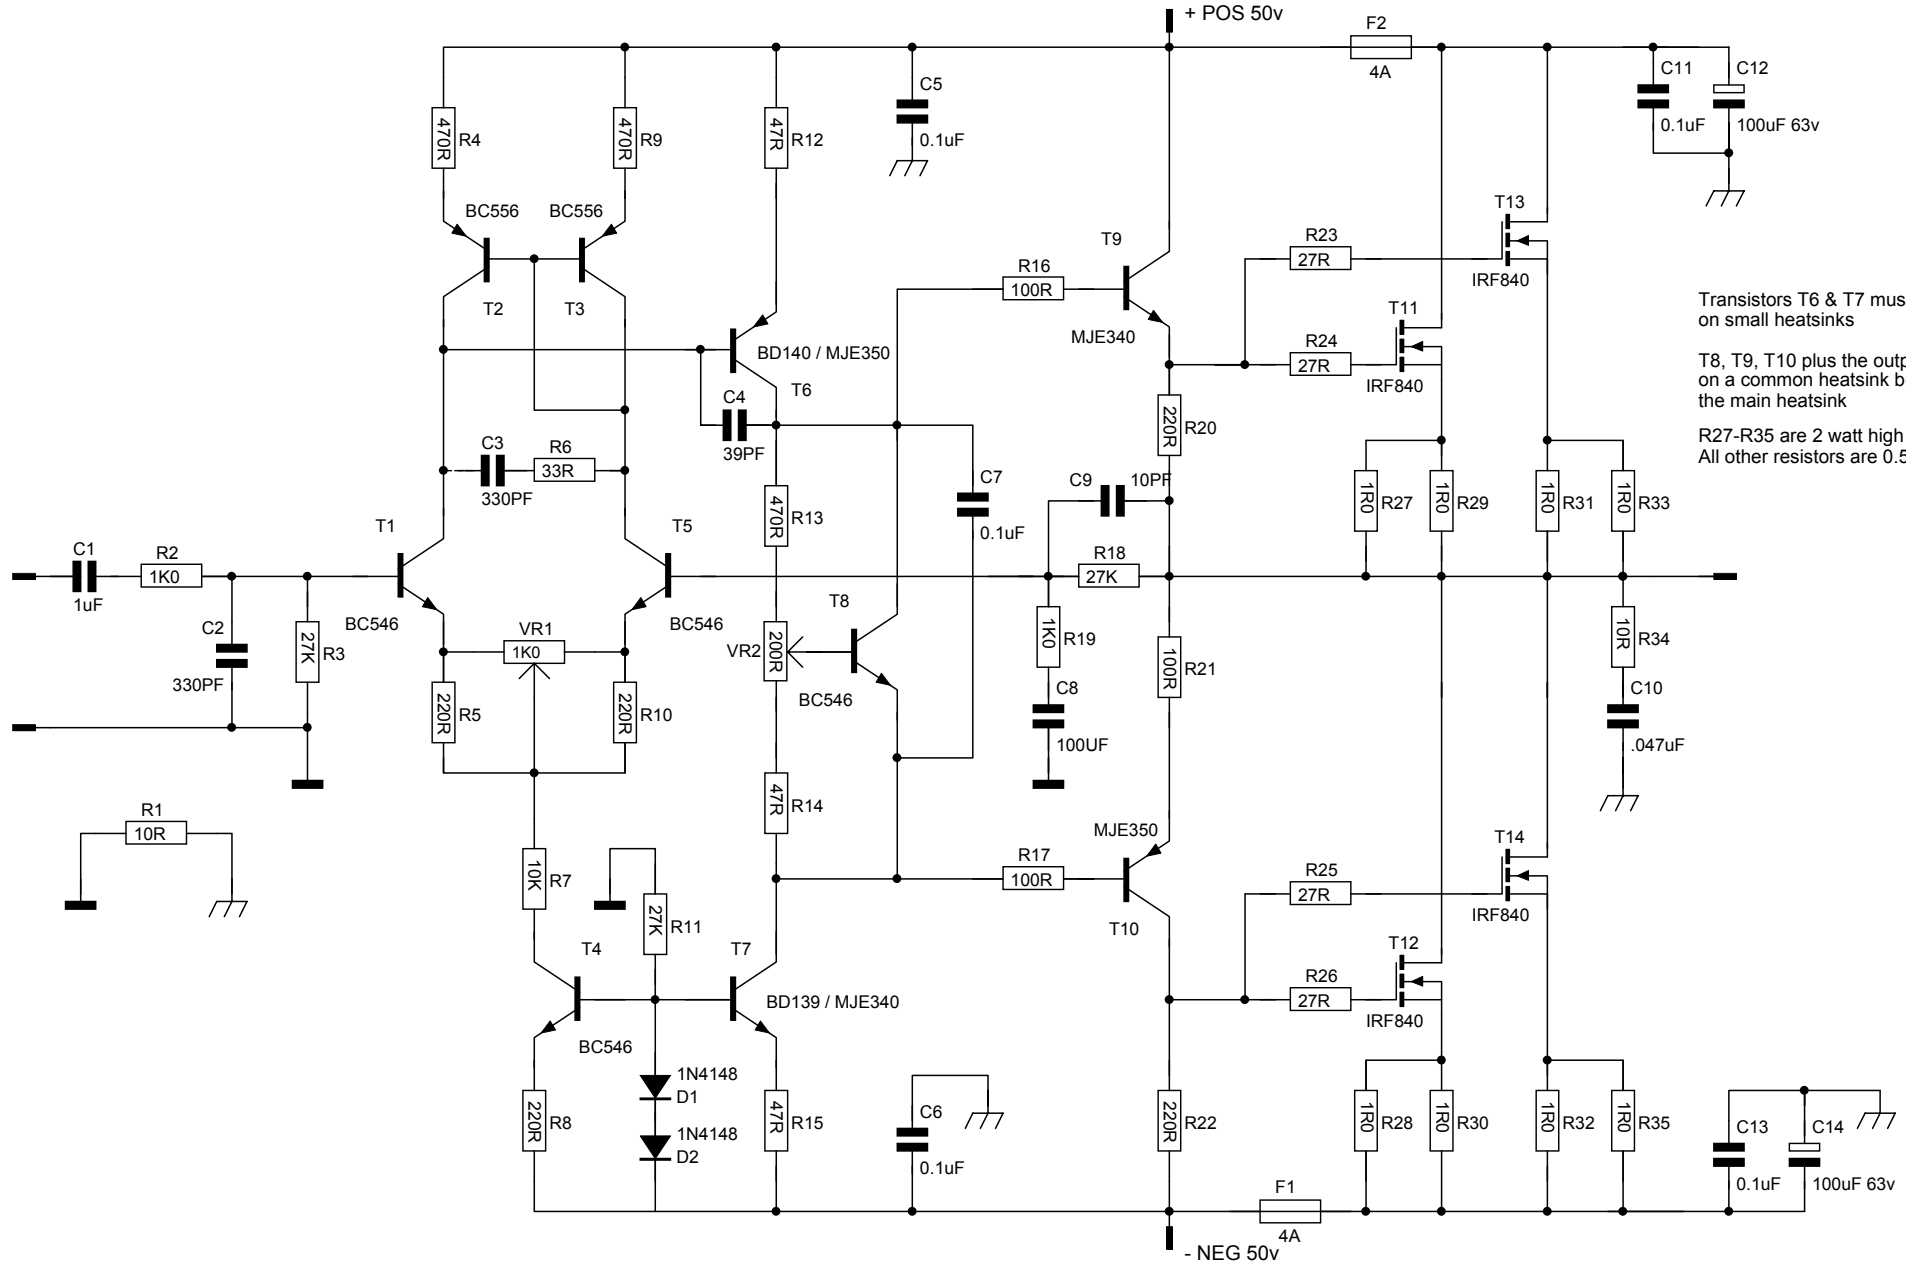 + POS 50v
F2
4A
C11
0.1uF
C12
100uF 63v
C5
0.1uF
470R
R4
470R
R9
47R
R12
BC556
BC556
T2
T3
T13
IRF840
R23
27R
T9
R16
100R
MJE340
T11
R24
27R
IRF840
Transistors T6 & T7 mus
on small heatsinks
T8, T9, T10 plus the outp
on a common heatsink b
the main heatsink
R27-R35 are 2 watt high
All other resistors are 0.5
BD140 / MJE350
T6
C4
39PF
220R
R20
C3
330PF
R6
33R
C7
0.1uF
C9
10PF
470R
R13
1R0
R27
1R0
R29
1R0
R31
1R0
R33
T1
T5
C1
1uF
R2
1K0
R18
27K
BC546
BC546
C2
330PF
27K
R3
VR1
1K0
VR2
200R
T8
BC546
1K0
R19
C8
100UF
100R
R21
10R
R34
C10
.047uF
220R
R5
220R
R10
47R
R14
R1
10R
10K
R7
27K
R11
R17
100R
MJE350
T10
R25
27R
T14
IRF840
T4
T7
BD139 / MJE340
BC546
R26
27R
T12
IRF840
1N4148
D1
1N4148
D2
220R
R8
47R
R15
C6
0.1uF
220R
R22
1R0
R28
1R0
R30
1R0
R32
1R0
R35
C13
0.1uF
C14
100uF 63v
F1
4A
- NEG 50v